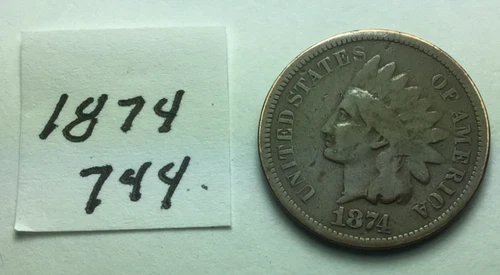 1874
744.
UNITED STATES OF AMERICA
1874